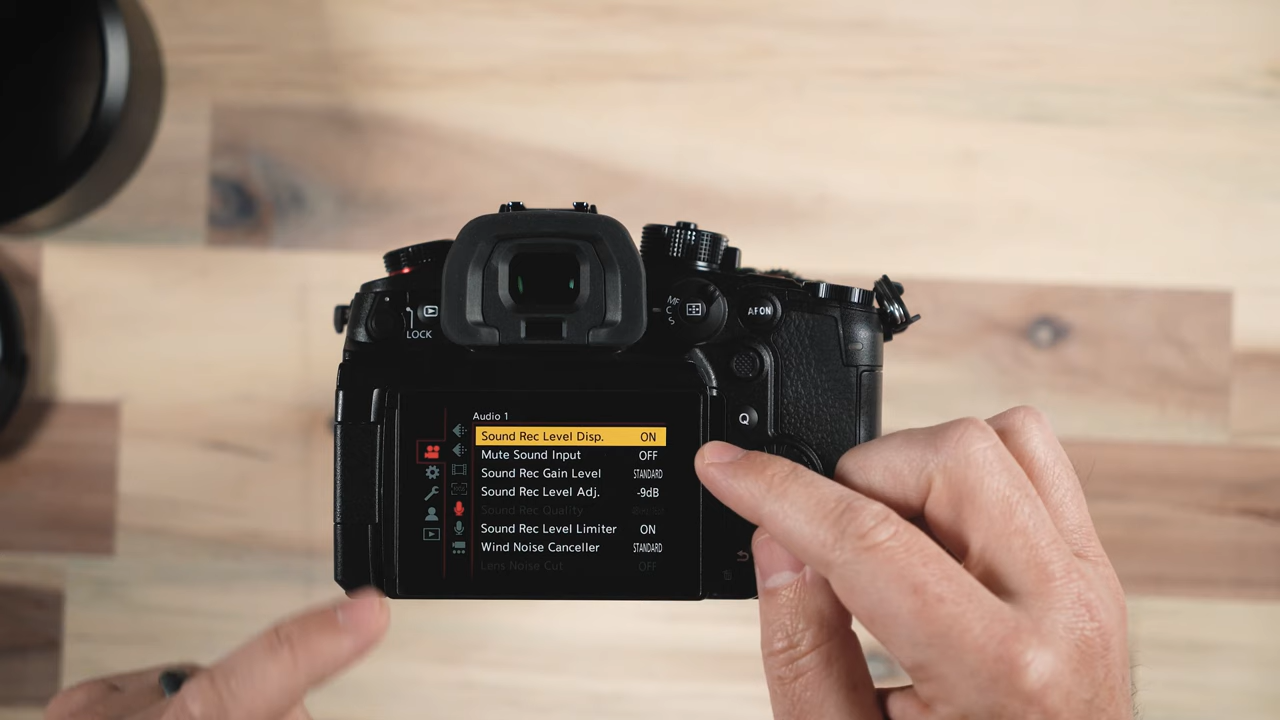 LOCK
MF
C
S
AF ON
Q
Audio 1
Sound Rec Level Disp. ON
Mute Sound Input OFF
Sound Rec Gain Level STANDARD
Sound Rec Level Adj. -9dB
Sound Rec Quality
Sound Rec Level Limiter ON
Wind Noise Canceller STANDARD
Lens Noise Cut OFF